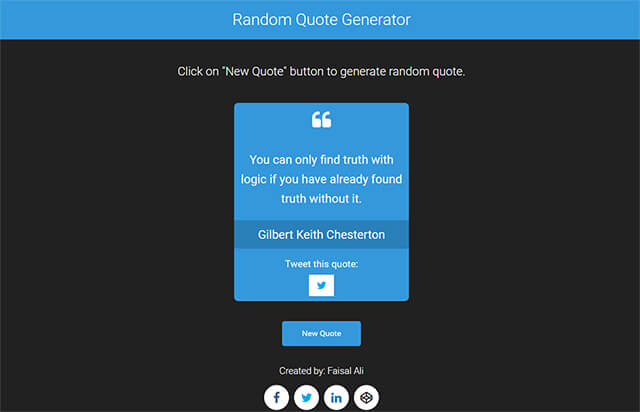 Random Quote Generator
Click on "New Quote" button to generate random quote.
You can only find truth with
logic if you have already found
truth without it.
Gilbert Keith Chesterton
Tweet this quote:
New Quote
Created by: Faisal Ali